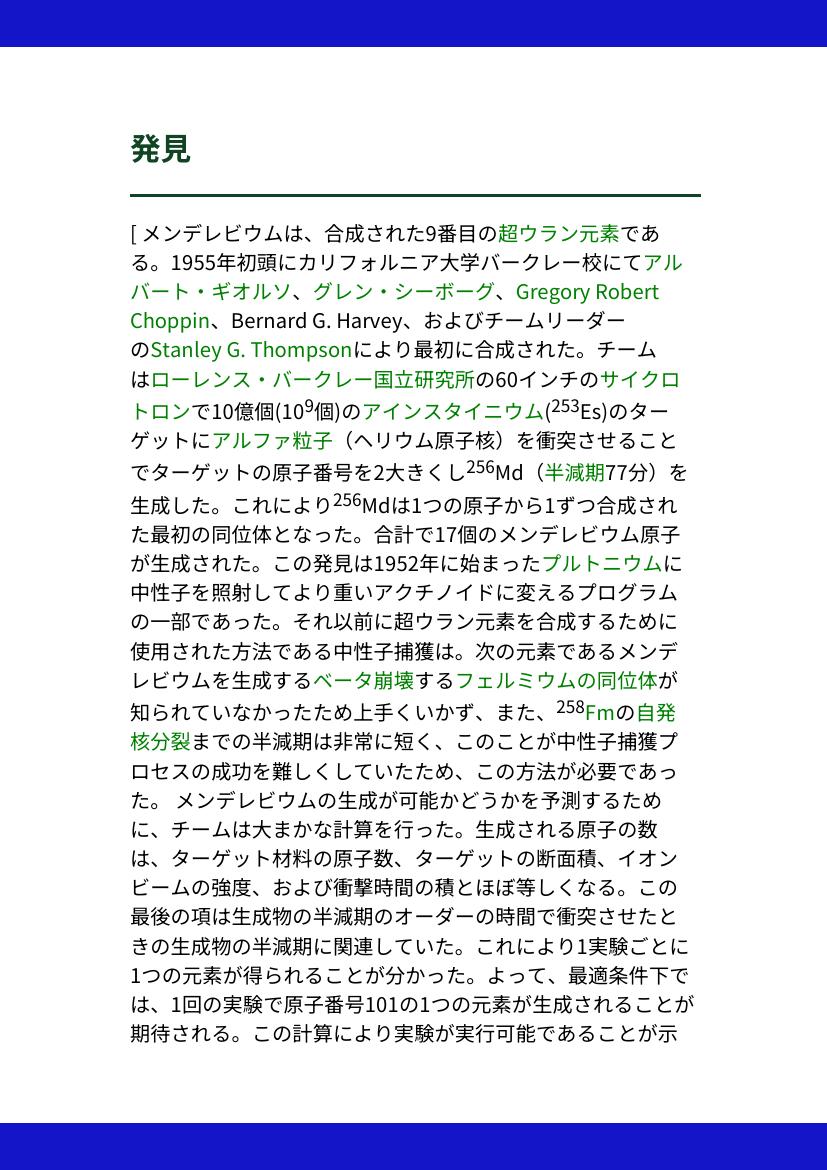 発見
[ メンデレビウムは、合成された9番目の超ウラン元素であ
る。1955年初頭にカリフォルニア大学バークレー校にてアル
バート・ギオルソ、グレン・シーボーグ、Gregory Robert
Choppin、Bernard G. Harvey、およびチームリーダー
のStanley G. Thompsonにより最初に合成された。チーム
はローレンス・バークレー国立研究所の60インチのサイクロ
トロンで10億個(10⁹個)のアインスタイニウム(²⁵³Es)のター
ゲットにアルファ粒子（ヘリウム原子核）を衝突させること
でターゲットの原子番号を2大きくし²⁵⁶Md（半減期77分）を
生成した。これにより²⁵⁶Mdは1つの原子から1ずつ合成され
た最初の同位体となった。合計で17個のメンデレビウム原子
が生成された。この発見は1952年に始まったプルトニウムに
中性子を照射してより重いアクチノイドに変えるプログラム
の一部であった。それ以前に超ウラン元素を合成するために
使用された方法である中性子捕獲は。次の元素であるメンデ
レビウムを生成するベータ崩壊するフェルミウムの同位体が
知られていなかったため上手くいかず、また、²⁵⁸Fmの自発
核分裂までの半減期は非常に短く、このことが中性子捕獲プ
ロセスの成功を難しくしていたため、この方法が必要であっ
た。 メンデレビウムの生成が可能かどうかを予測するため
に、チームは大まかな計算を行った。生成される原子の数
は、ターゲット材料の原子数、ターゲットの断面積、イオン
ビームの強度、および衝撃時間の積とほぼ等しくなる。この
最後の項は生成物の半減期のオーダーの時間で衝突させたと
きの生成物の半減期に関連していた。これにより1実験ごとに
1つの元素が得られることが分かった。よって、最適条件下で
は、1回の実験で原子番号101の1つの元素が生成されることが
期待される。この計算により実験が実行可能であることが示